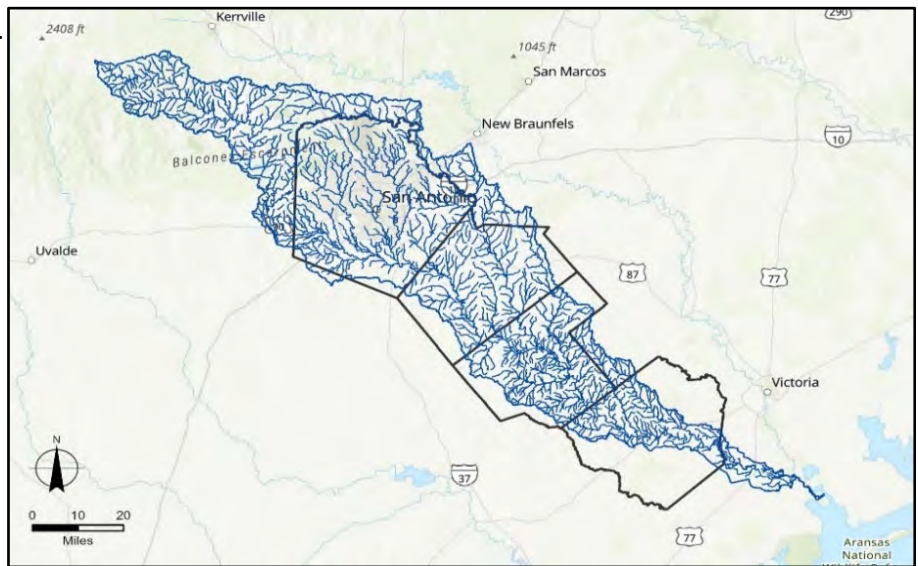 2408 ft
Kerrville
290
1045 ft
San Marcos
New Braunfels
10
Balcones Escarp
San Antonio
Uvalde
87
77
Victoria
N
37
0 10 20
Miles
77
Aransas
National